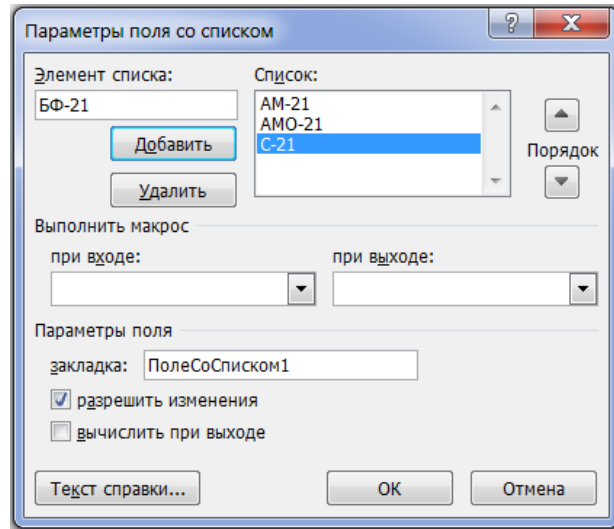 Параметры поля со списком
Элемент списка: Список:
БФ-21
АМ-21
АМО-21
С-21
Добавить
Удалить
Порядок
Выполнить макрос
при входе: при выходе:
Параметры поля
закладка: ПолеСоСписком1
разрешить изменения
вычислить при выходе
Текст справки... ОК Отмена